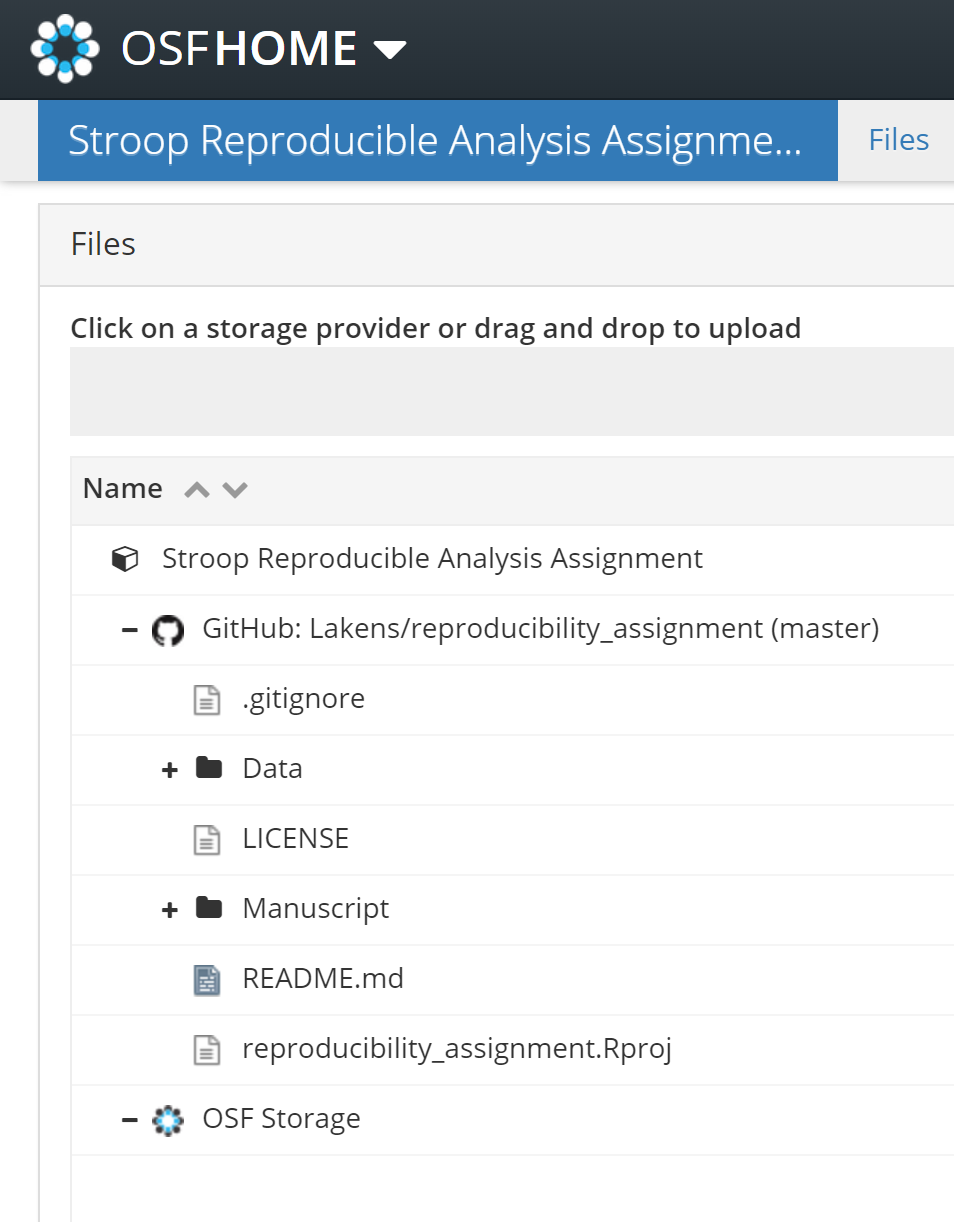 OSFHOME
Stroop Reproducible Analysis Assignme...
Files
Files
Click on a storage provider or drag and drop to upload
Name
Stroop Reproducible Analysis Assignment
GitHub: Lakens/reproducibility_assignment (master)
.gitignore
Data
LICENSE
Manuscript
README.md
reproducibility_assignment.Rproj
OSF Storage